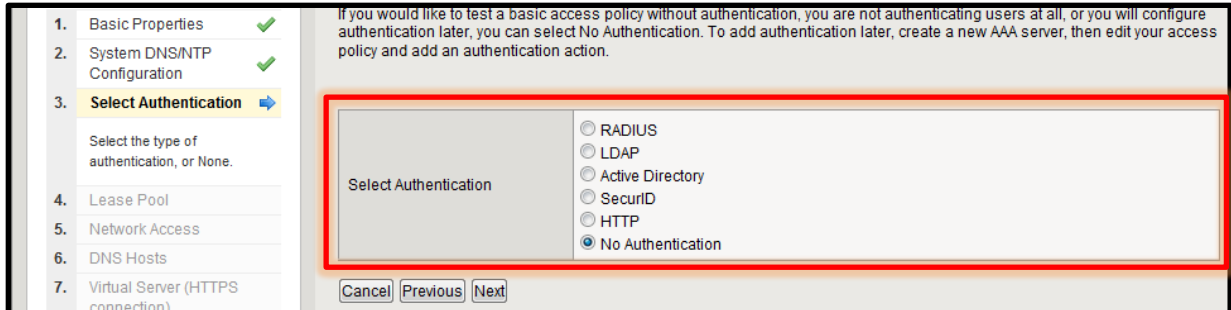 1. Basic Properties
2. System DNS/NTP
Configuration
3. Select Authentication
Select the type of
authentication, or None.
4. Lease Pool
5. Network Access
6. DNS Hosts
7. Virtual Server (HTTPS
connection)
If you would like to test a basic access policy without authentication, you are not authenticating users at all, or you will configure
authentication later, you can select No Authentication. To add authentication later, create a new AAA server, then edit your access
policy and add an authentication action.
Select Authentication
RADIUS
LDAP
Active Directory
SecurID
HTTP
No Authentication
Cancel Previous Next